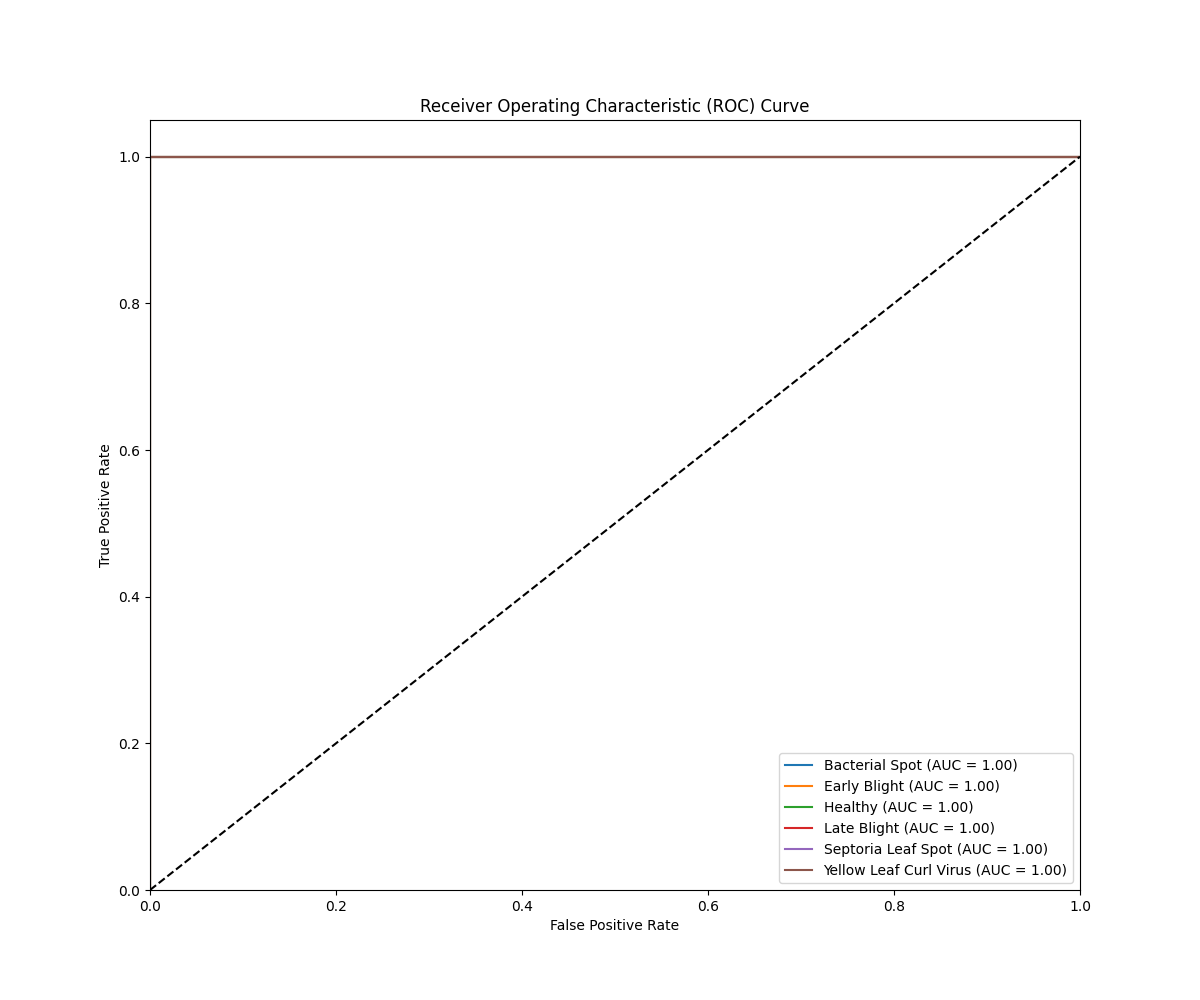 Receiver Operating Characteristic (ROC) Curve
1.0
0.8
0.6
0.4
0.2
0.0
True Positive Rate
0.0 0.2 0.4 0.6 0.8 1.0
False Positive Rate
Bacterial Spot (AUC = 1.00)
Early Blight (AUC = 1.00)
Healthy (AUC = 1.00)
Late Blight (AUC = 1.00)
Septoria Leaf Spot (AUC = 1.00)
Yellow Leaf Curl Virus (AUC = 1.00)